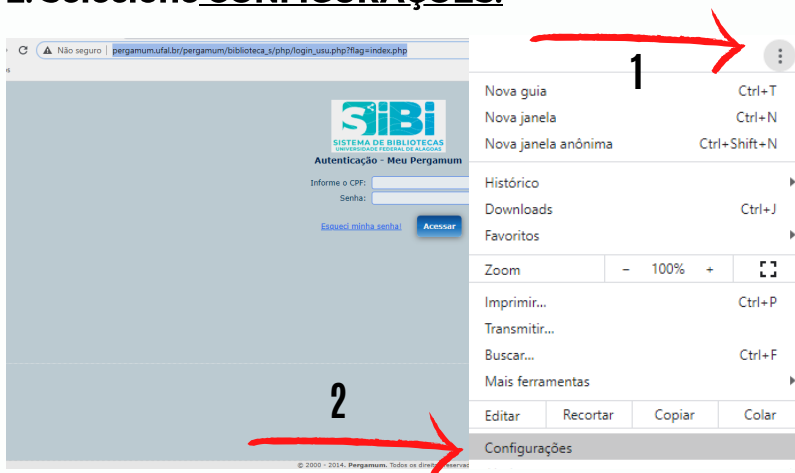 2. Selecione CONFIGURAÇÕES.
Não seguro | pergamum.ufal.br/pergamum/biblioteca_s/php/login_usu.php?flag=index.php
1
Nova guia Ctrl+T
Nova janela Ctrl+N
Nova janela anônima Ctrl+Shift+N
SiBi
SISTEMA DE BIBLIOTECAS
UNIVERSIDADE FEDERAL DE ALAGOAS
Autenticação - Meu Pergamum
Informe o CPF:
Senha:
Esqueci minha senha!
Acessar
Histórico
Downloads Ctrl+J
Favoritos
Zoom - 100% +
Imprimir... Ctrl+P
Transmitir...
Buscar... Ctrl+F
Mais ferramentas
Editar Recortar Copiar Colar
2
Configurações
© 2000 - 2014. Pergamum. Todos os direitos